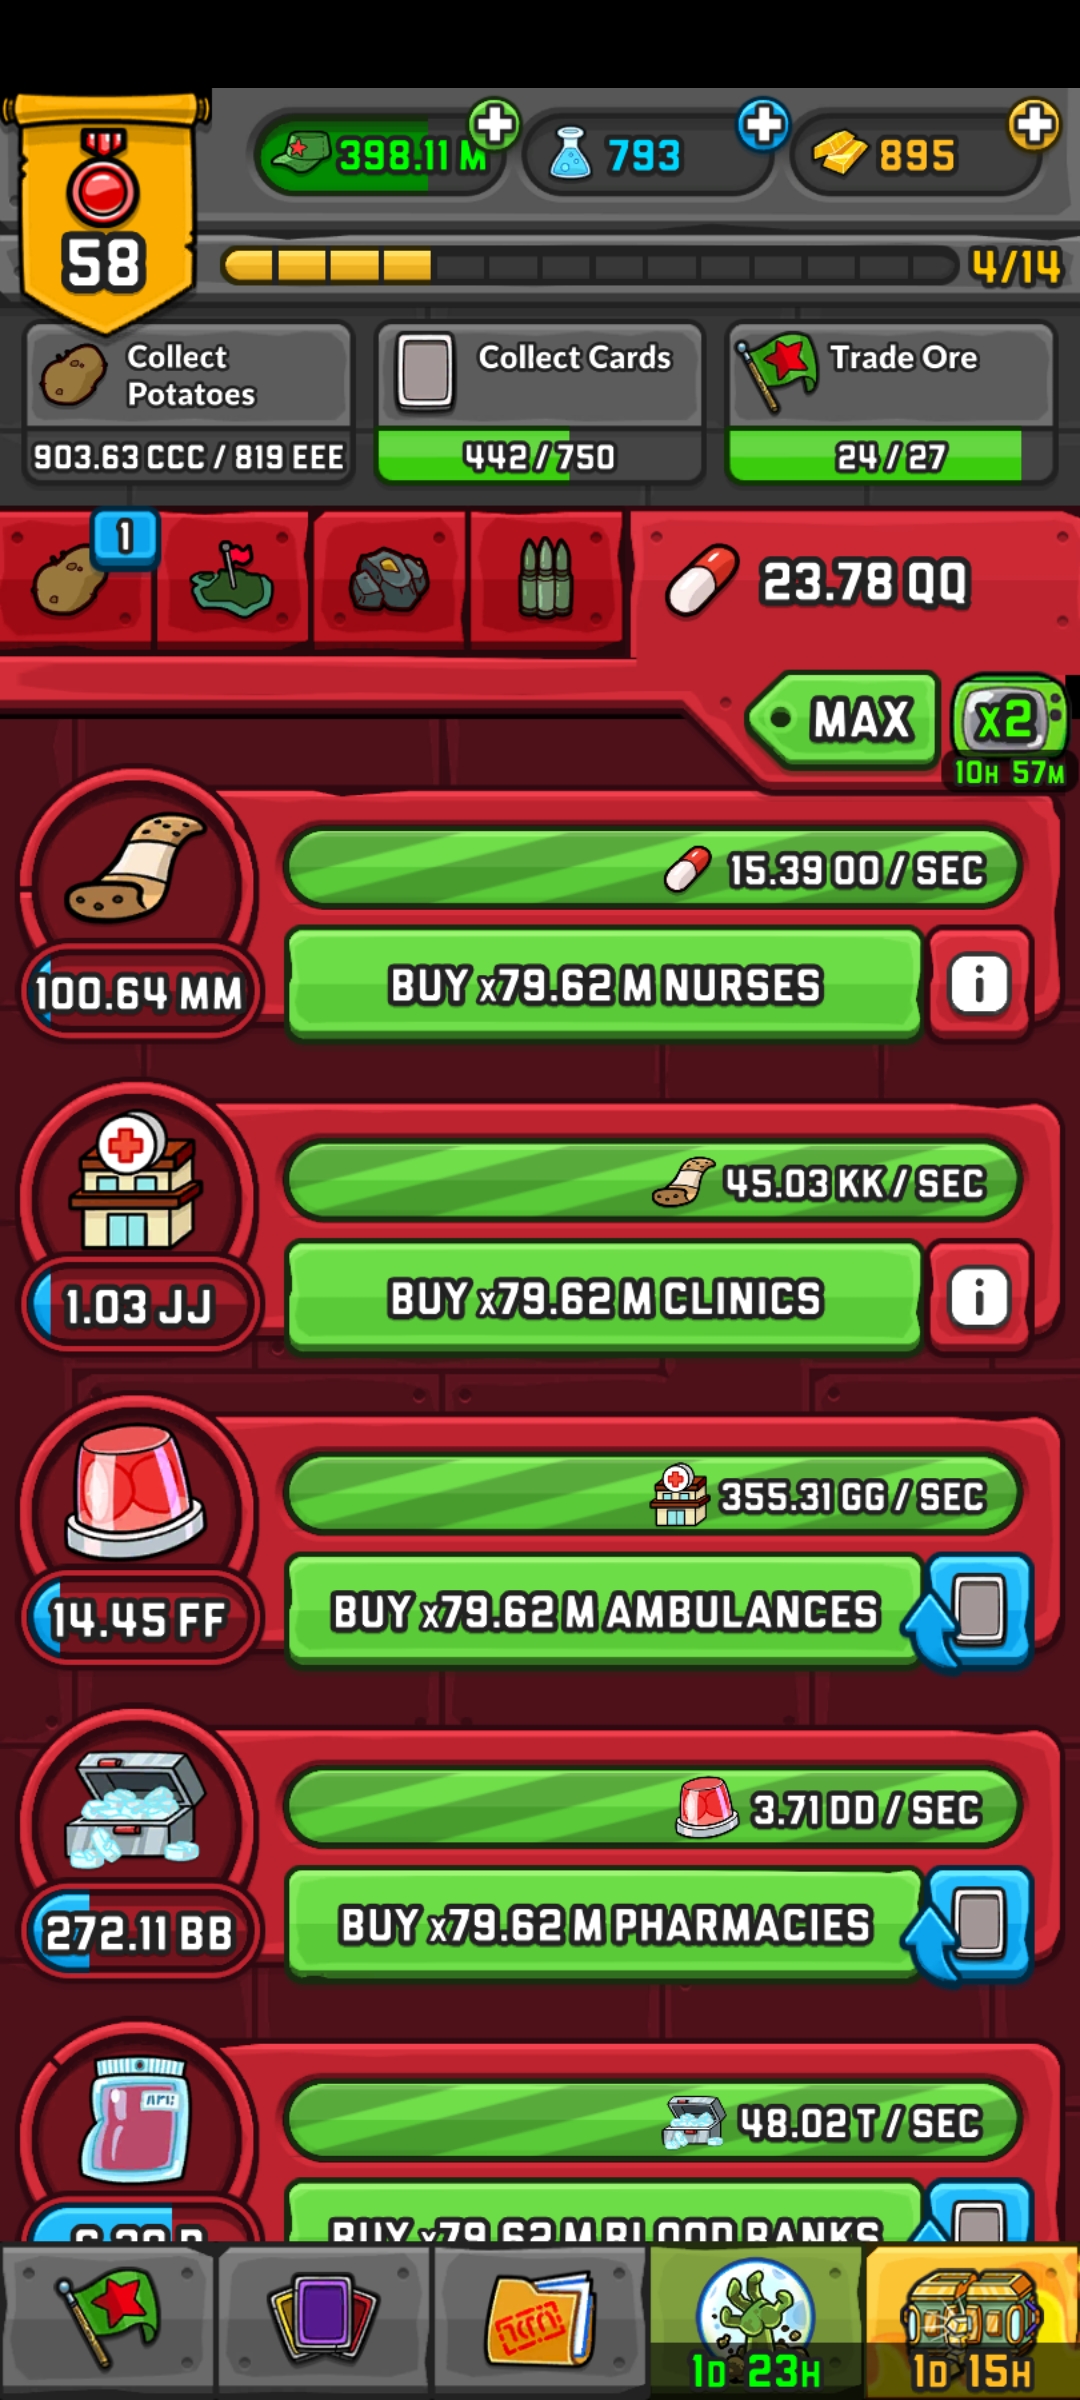 58
398.11 M
793
895
4/14
Collect
Potatoes
903.63 CCC / 819 EEE
Collect Cards
442/750
Trade Ore
24/27
1
23.78 QQ
MAX
x2
10H 57M
15.39 OO / SEC
100.64 MM
BUY x79.62 M NURSES
i
45.03 KK / SEC
1.03 JJ
BUY x79.62 M CLINICS
i
355.31 GG / SEC
14.45 FF
BUY x79.62 M AMBULANCES
3.71 DD / SEC
272.11 BB
BUY x79.62 M PHARMACIES
48.02 T / SEC
BUY x79.62 M BLOOD BANKS
1D 23H
1D 15H